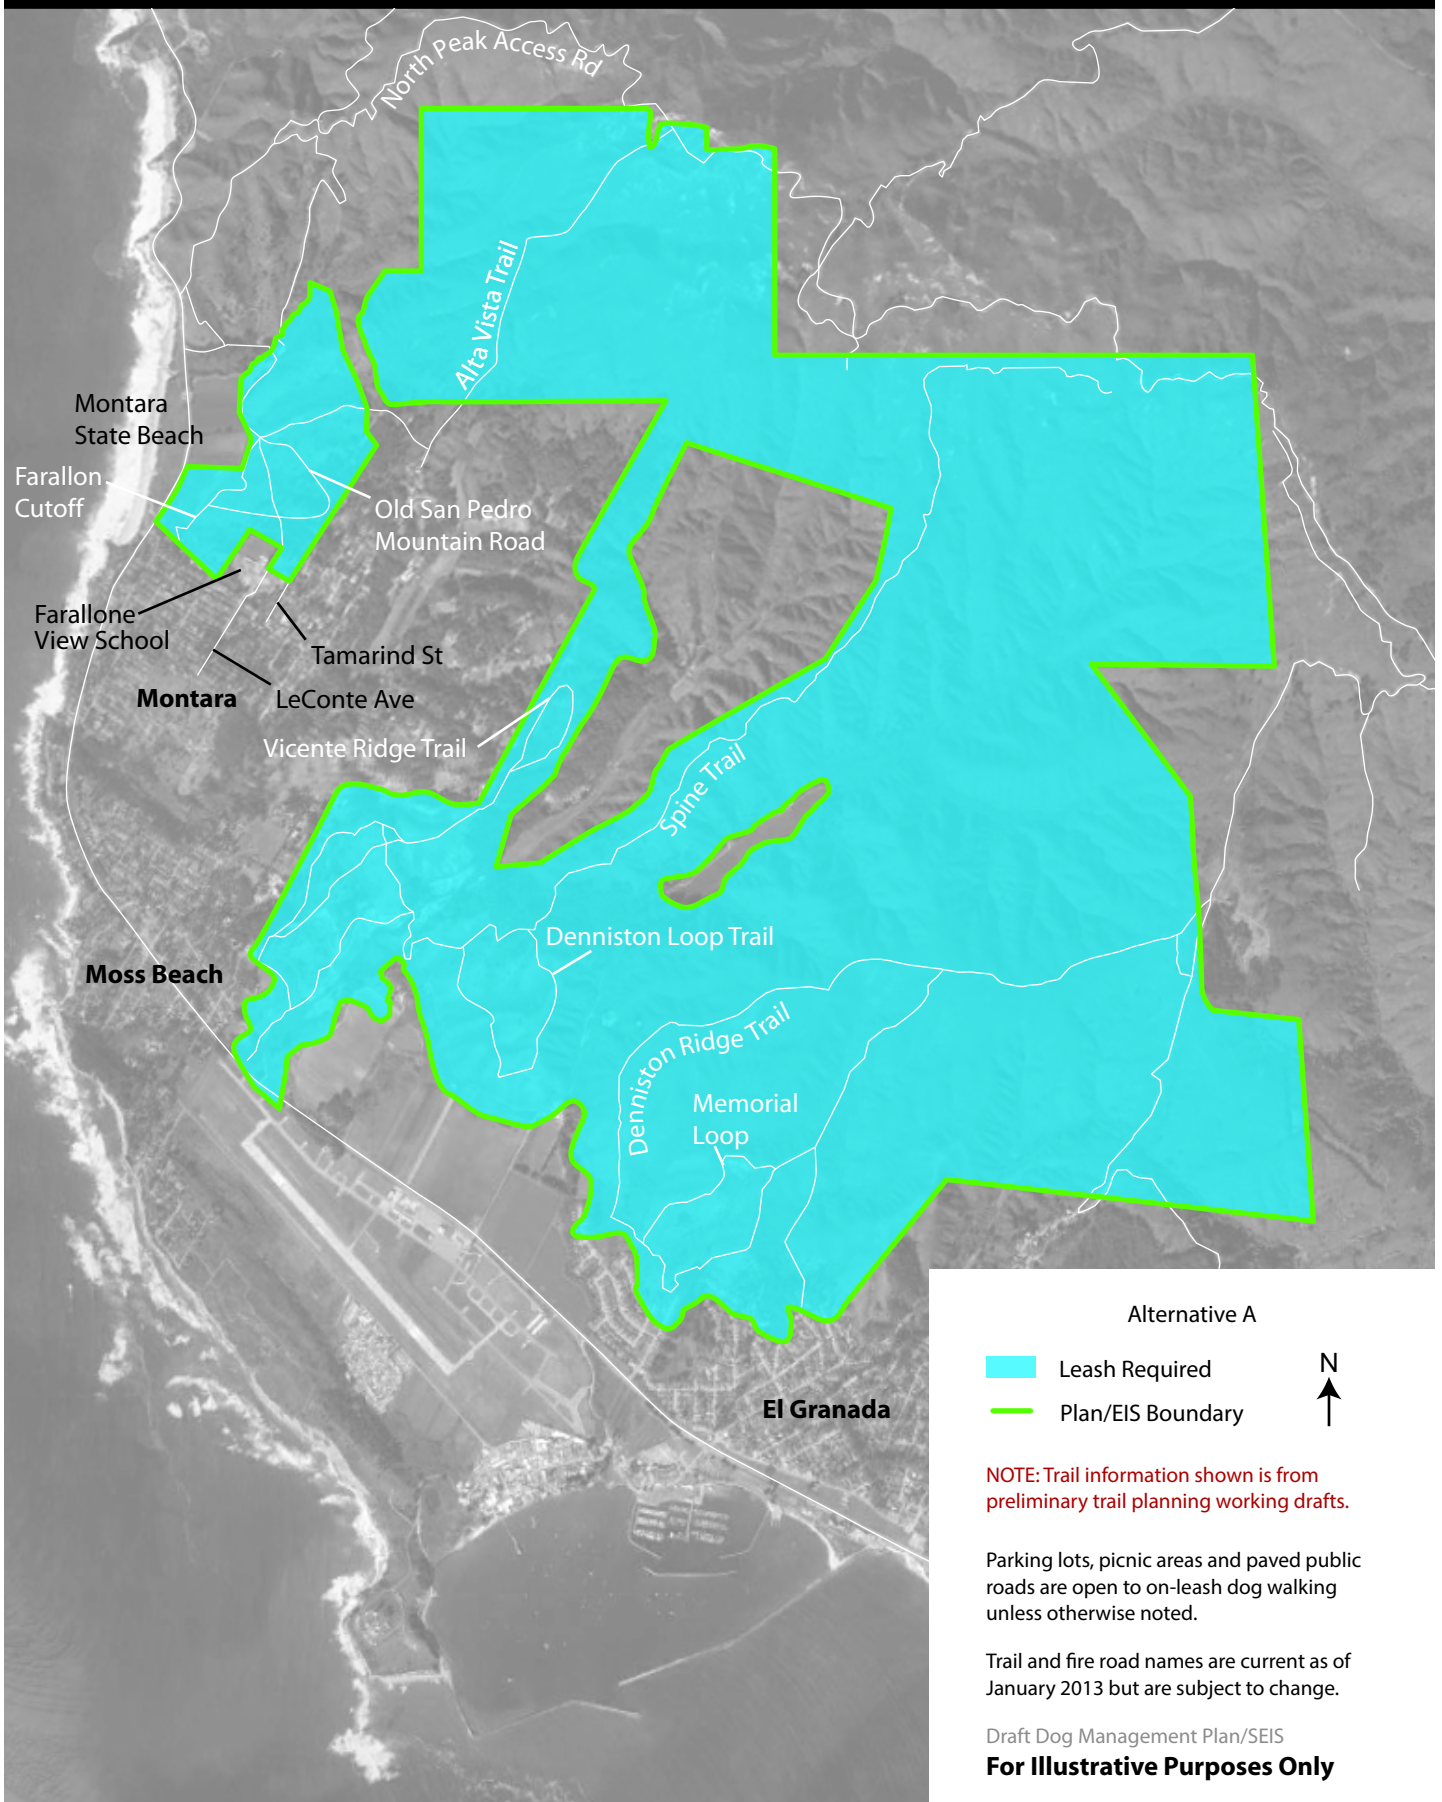 North Peak Access Rd
Alta Vista Trail
Montara
State Beach
Farallon
Cutoff
Old San Pedro
Mountain Road
Farallone
View School
Tamarind St
Montara
LeConte Ave
Vicente Ridge Trail
Spine Trail
Denniston Loop Trail
Moss Beach
Denniston Ridge Trail
Memorial
Loop
El Granada
Alternative A
Leash Required
N
Plan/EIS Boundary
NOTE: Trail information shown is from
preliminary trail planning working drafts.
Parking lots, picnic areas and paved public
roads are open to on-leash dog walking
unless otherwise noted.
Trail and fire road names are current as of
January 2013 but are subject to change.
Draft Dog Management Plan/SEIS
For Illustrative Purposes Only